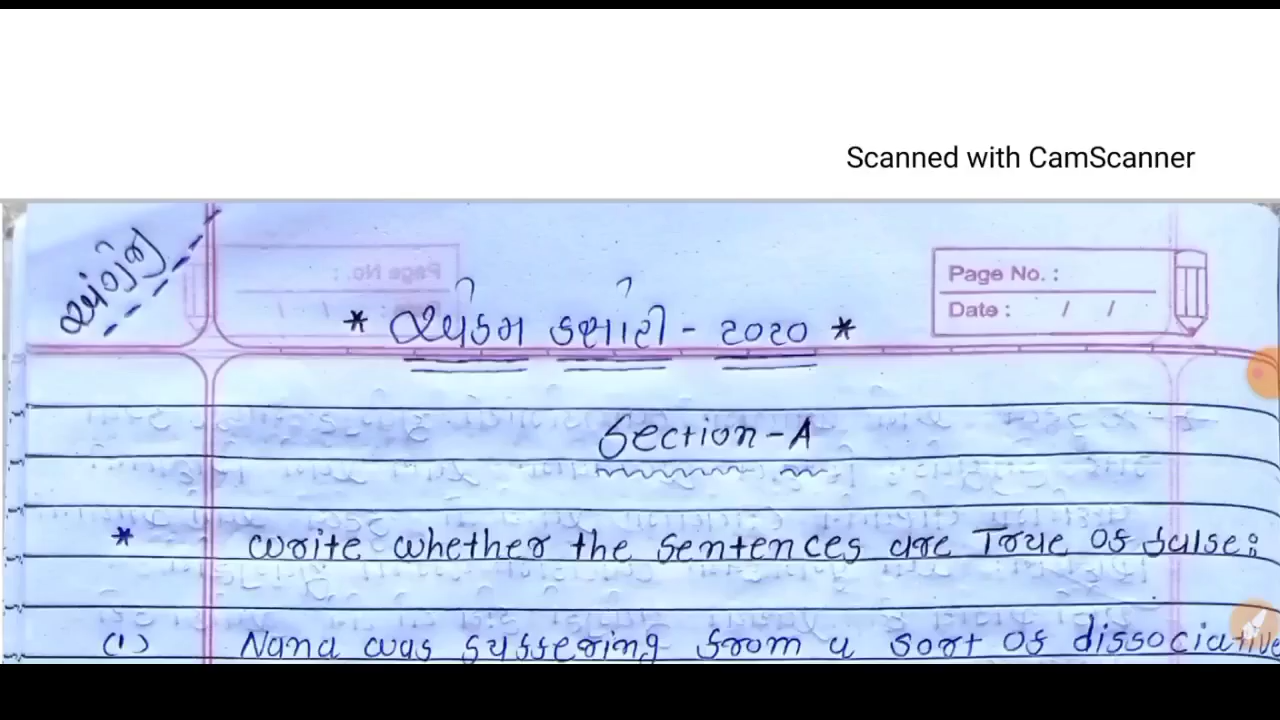 Scanned with CamScanner
અંગ્રેજી
Page No. :
Date : / /
* એકમ કસોટી - ૨૦૨૦ *
Section - A
* Write whether the sentences are True or false:
(1) Nana was suffering from a sort of dissociative